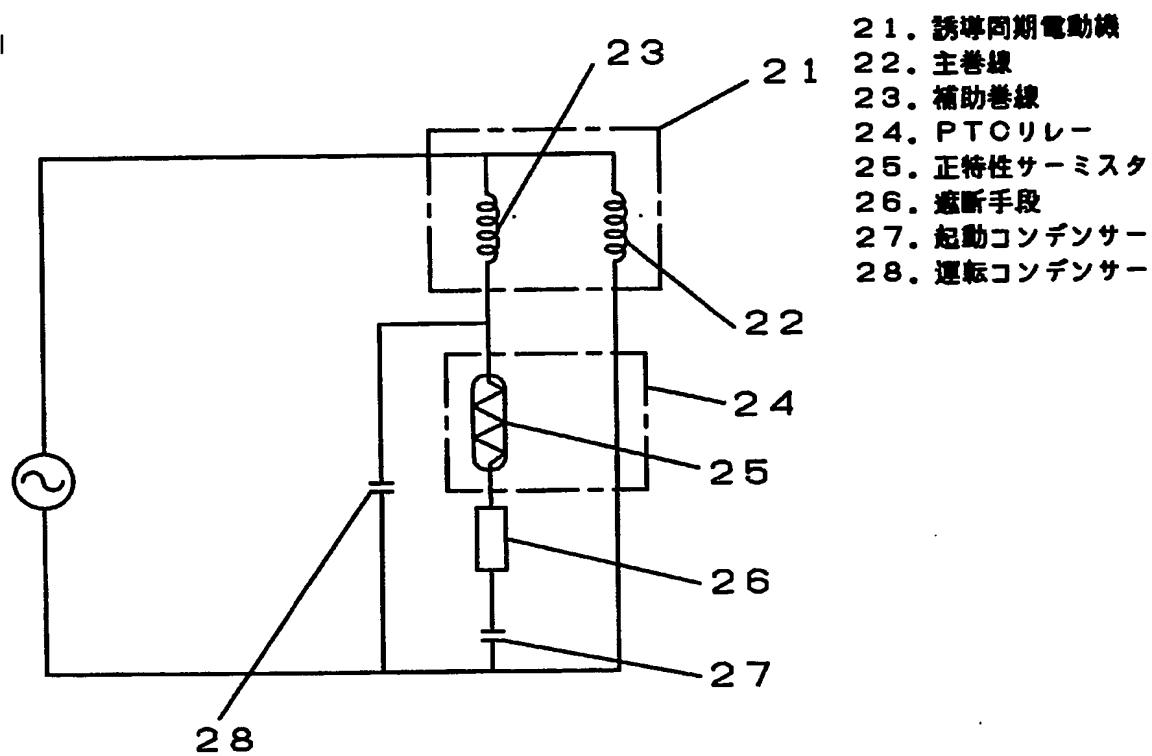 21．誘導同期電動機
22．主巻線
23．補助巻線
24．PTCリレー
25．正特性サーミスタ
26．遮断手段
27．起動コンデンサー
28．運転コンデンサー
23
21
22
24
25
26
27
28